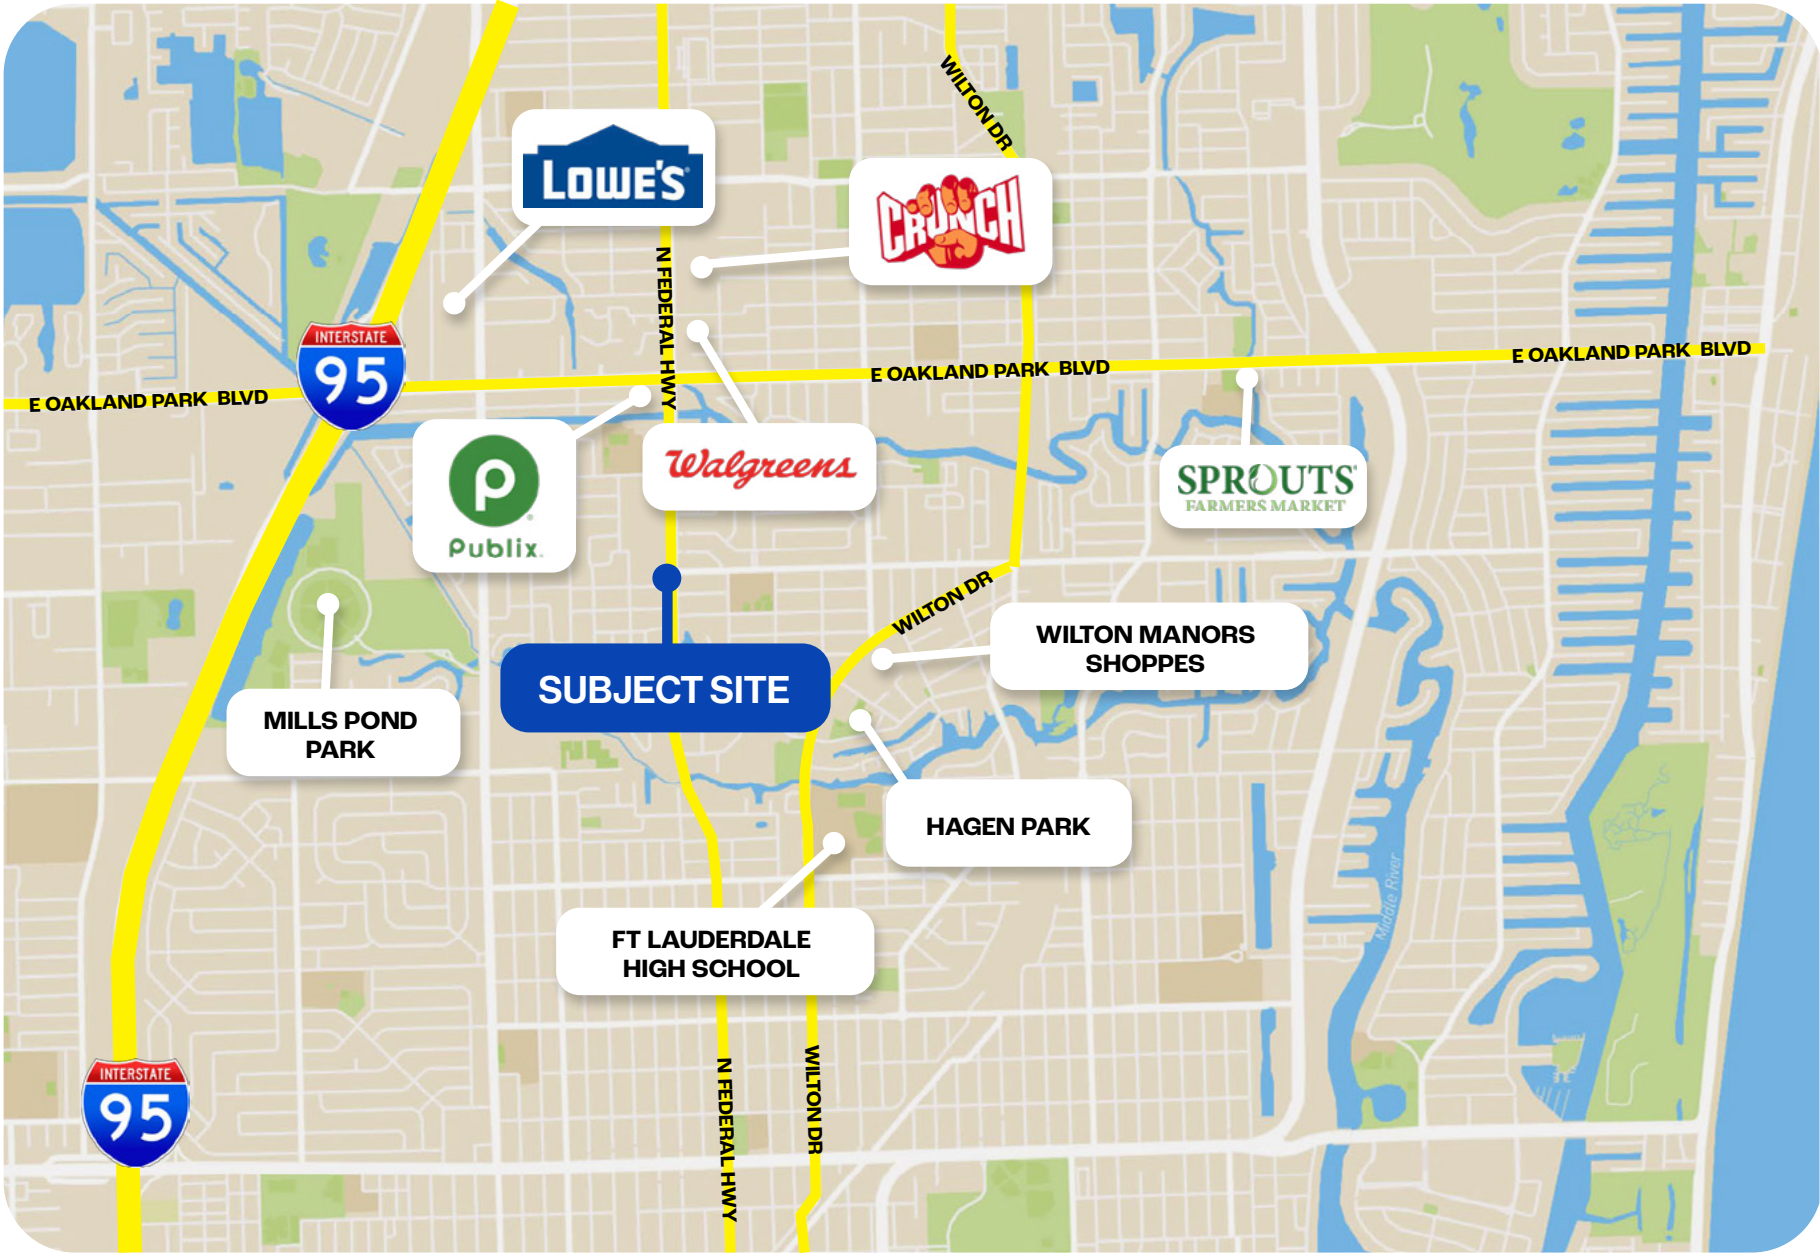 WILTON DR
LOWE'S
CRUNCH
N FEDERAL HWY
INTERSTATE
95
E OAKLAND PARK BLVD
E OAKLAND PARK BLVD
E OAKLAND PARK BLVD
P
Publix.
Walgreens
SPROUTS
FARMERS MARKET
WILTON DR
WILTON MANORS
SHOPPES
SUBJECT SITE
MILLS POND
PARK
HAGEN PARK
Middle River
FT LAUDERDALE
HIGH SCHOOL
INTERSTATE
95
N FEDERAL HWY
WILTON DR